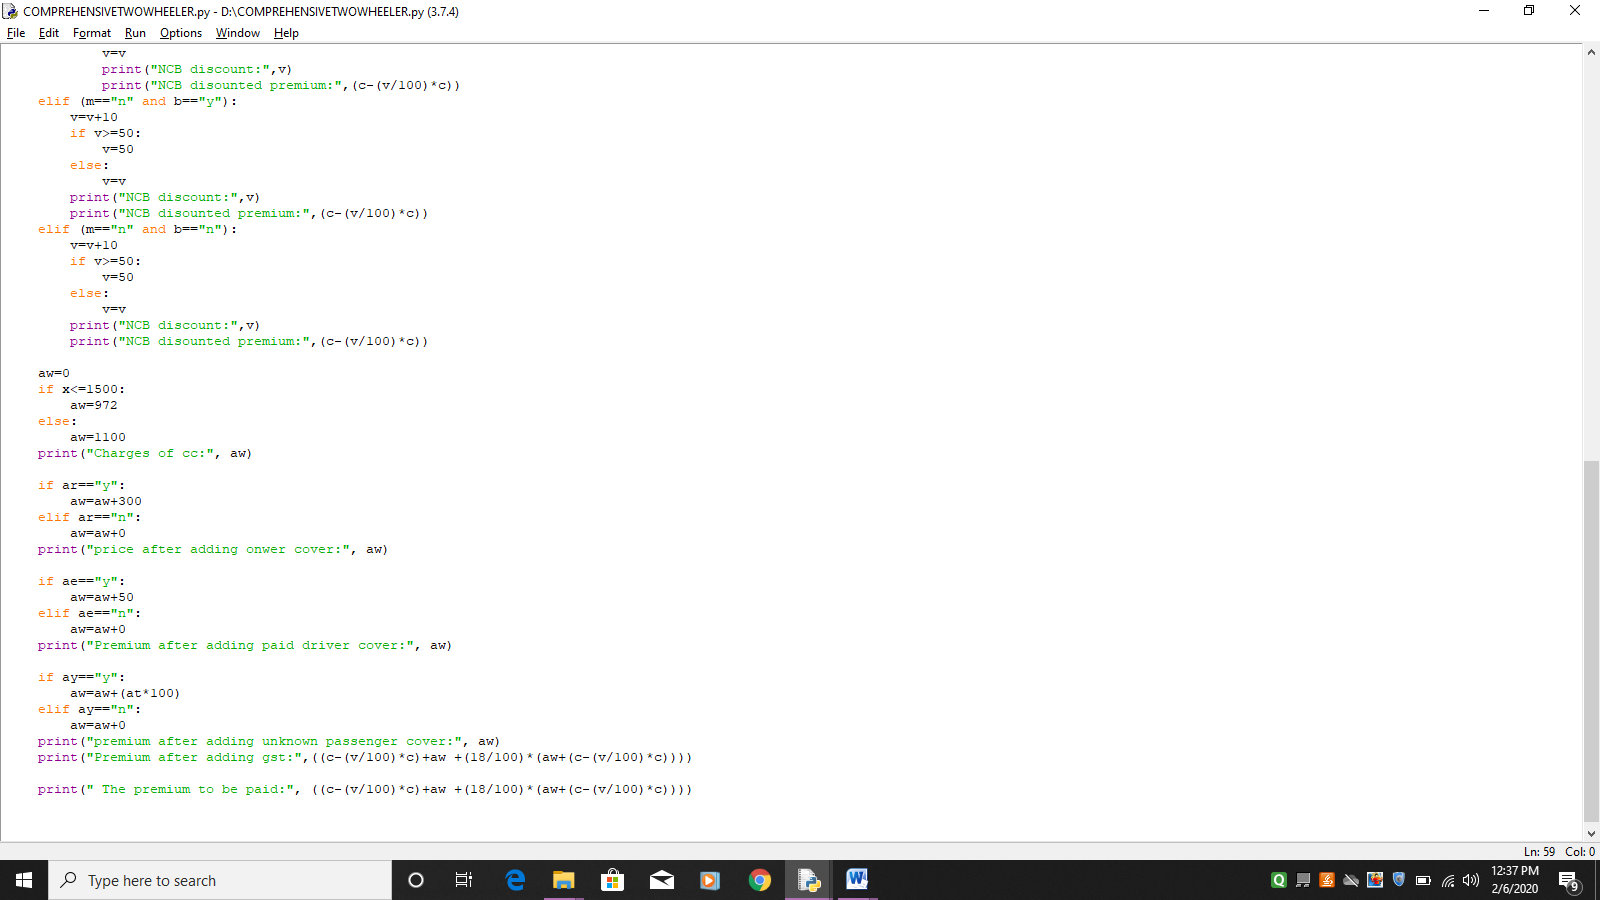 COMPREHENSIVETWOWHEELER.py - D:\COMPREHENSIVETWOWHEELER.py (3.7.4)
File Edit Format Run Options Window Help
            v=v
            print("NCB discount:",v)
            print("NCB disounted premium:",(c-(v/100)*c))
    elif (m=="n" and b=="y"):
        v=v+10
        if v>=50:
            v=50
        else:
            v=v
        print("NCB discount:",v)
        print("NCB disounted premium:",(c-(v/100)*c))
    elif (m=="n" and b=="n"):
        v=v+10
        if v>=50:
            v=50
        else:
            v=v
        print("NCB discount:",v)
        print("NCB disounted premium:",(c-(v/100)*c))

    aw=0
    if x<=1500:
        aw=972
    else:
        aw=1100
    print("Charges of cc:", aw)

    if ar=="y":
        aw=aw+300
    elif ar=="n":
        aw=aw+0
    print("price after adding onwer cover:", aw)

    if ae=="y":
        aw=aw+50
    elif ae=="n":
        aw=aw+0
    print("Premium after adding paid driver cover:", aw)

    if ay=="y":
        aw=aw+(at*100)
    elif ay=="n":
        aw=aw+0
    print("premium after adding unknown passenger cover:", aw)
    print("Premium after adding gst:",((c-(v/100)*c)+aw +(18/100)*(aw+(c-(v/100)*c))))

    print(" The premium to be paid:", ((c-(v/100)*c)+aw +(18/100)*(aw+(c-(v/100)*c))))
Ln: 59 Col: 0
Type here to search
12:37 PM
2/6/2020
9